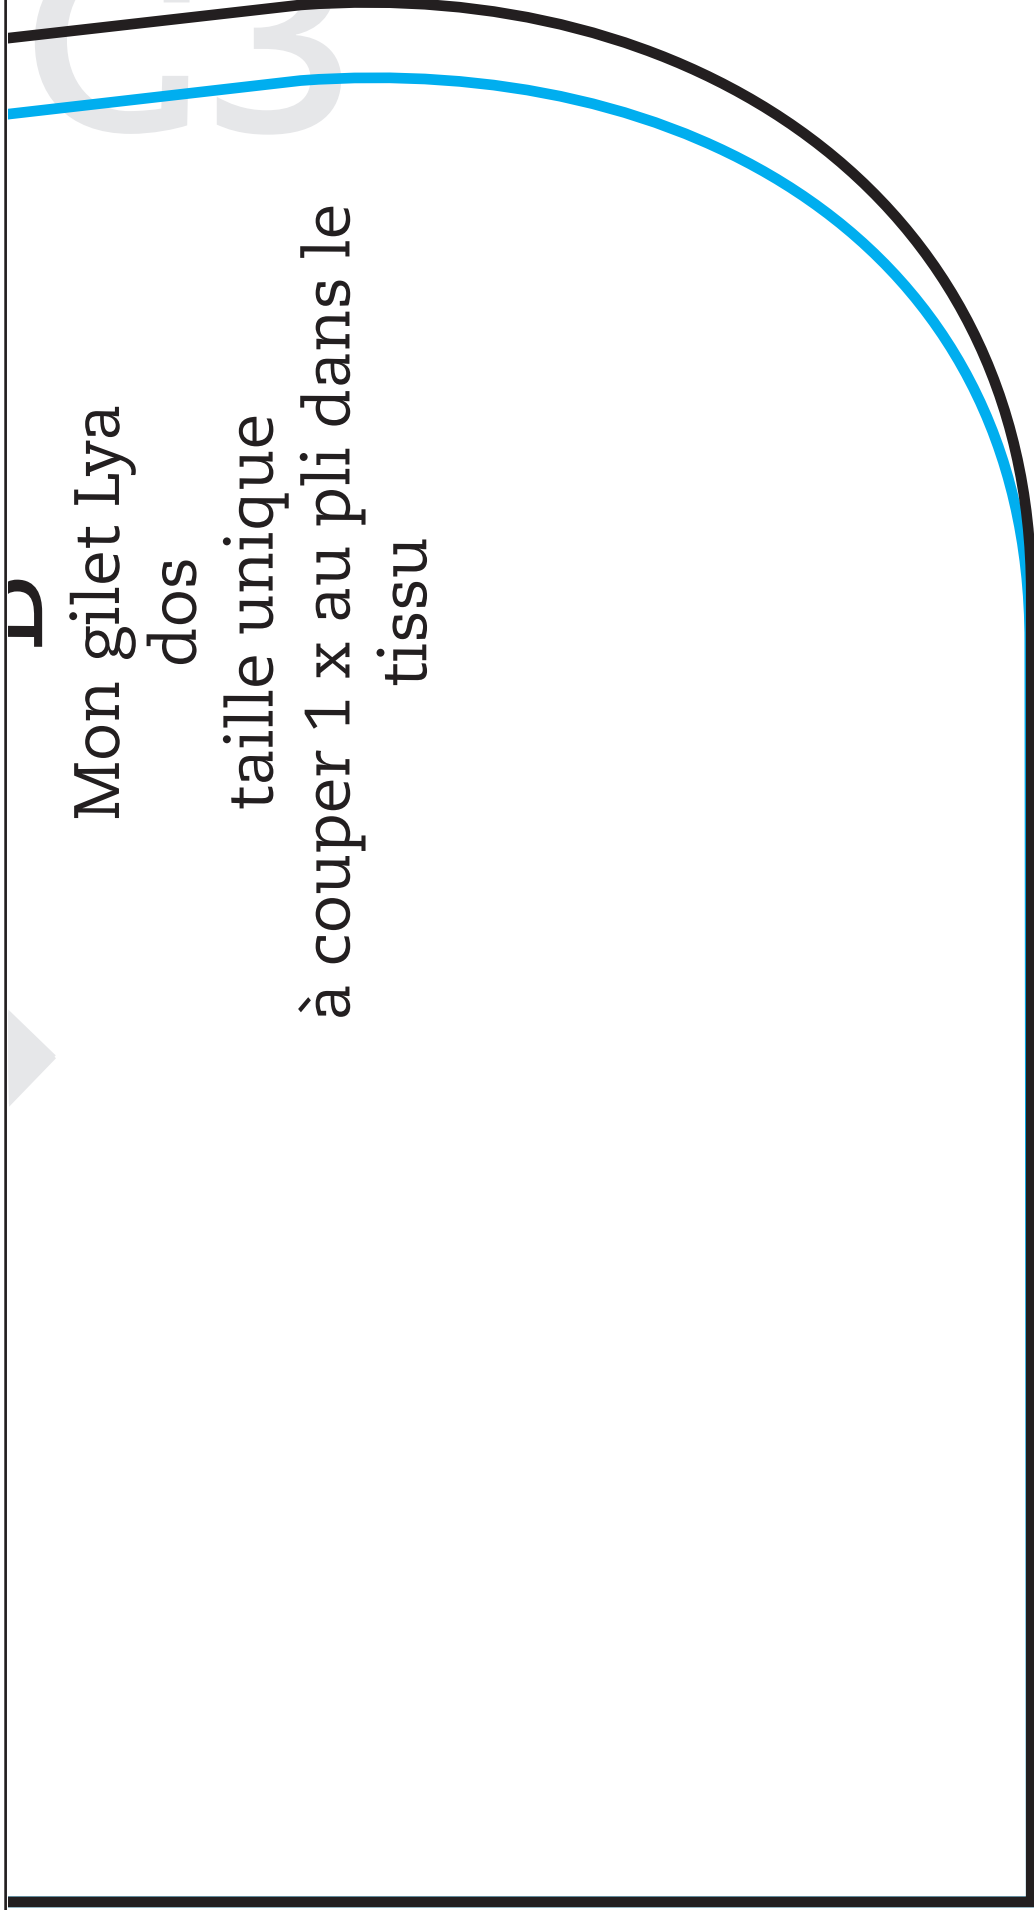 Mon gilet Lya
dos
taille unique
à couper 1 x au pli dans le
tissu